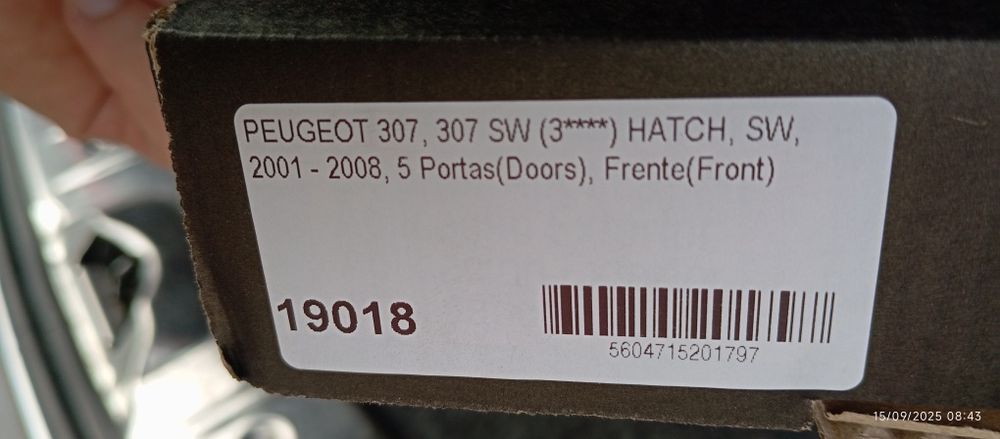 PEUGEOT 307, 307 SW (3****) HATCH, SW,
2001 - 2008, 5 Portas(Doors), Frente(Front)
19018
5604715201797
15/09/2025 08:43